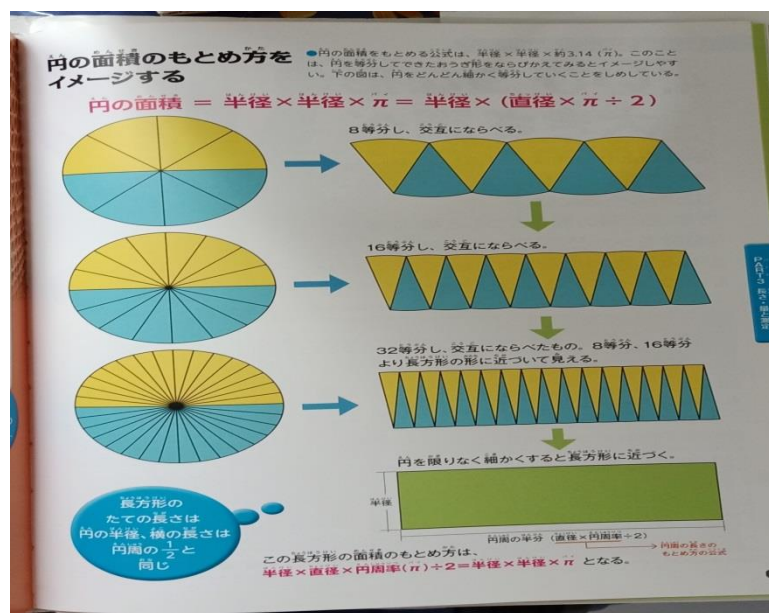 円の面積のもとめ方を
イメージする
●円の面積をもとめる公式は、半径×半径×約3.14（π）。このこと
は、円を等分してできたおうぎ形をならびかえてみるとイメージしやす
い。下の図は、円をどんどん細かく等分していくことをしめしている。
円の面積 ＝ 半径×半径×π＝ 半径×（直径×π÷2）
8等分し、交互にならべる。
16等分し、交互にならべる。
32等分し、交互にならべたもの。8等分、16等分
より長方形の形に近づいて見える。
円を限りなく細かくすると長方形に近づく。
半径
円周の半分（直径×円周率÷2）
円周の長さの
もとめ方の公式
長方形の
たての長さは
円の半径、横の長さは
円周の1/2と
同じ
この長方形の面積のもとめ方は、
半径×直径×円周率(π)÷2＝半径×半径×π となる。
PART3